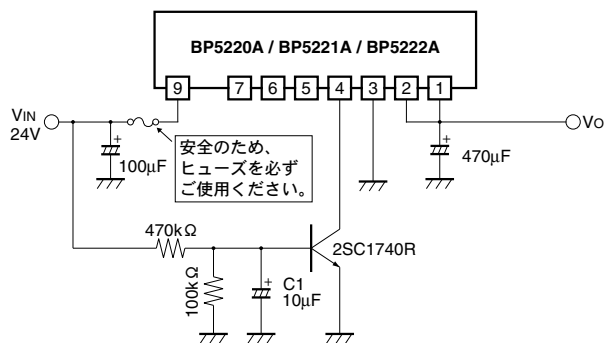 BP5220A / BP5221A / BP5222A
9 7 6 5 4 3 2 1
VIN
24V
Vo
100µF
+
安全のため、
ヒューズを必ず
ご使用ください。
470µF
+
470kΩ
2SC1740R
100kΩ
C1
10µF
+